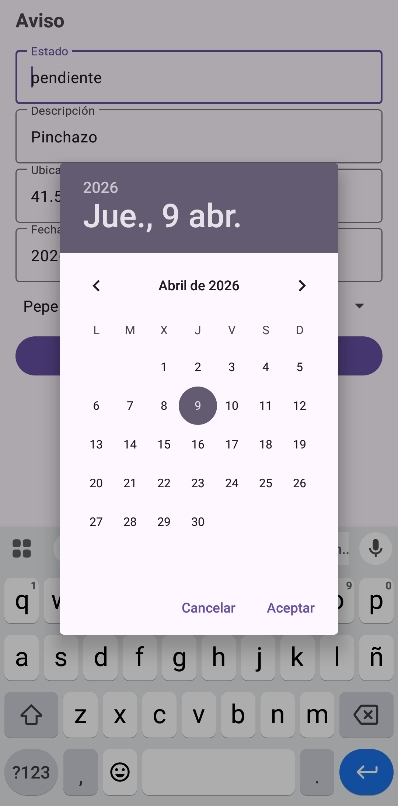 Aviso
Estado
pendiente
Descripción
Pinchazo
Ubica
41.5
Fecha
202
Pepe
2026
Jue., 9 abr.
Abril de 2026
L M X J V S D
1 2 3 4 5
6 7 8 9 10 11 12
13 14 15 16 17 18 19
20 21 22 23 24 25 26
27 28 29 30
Cancelar Aceptar
q 1 9 p 0
a s d f g h j k l ñ
z x c v b n m
?123 , .